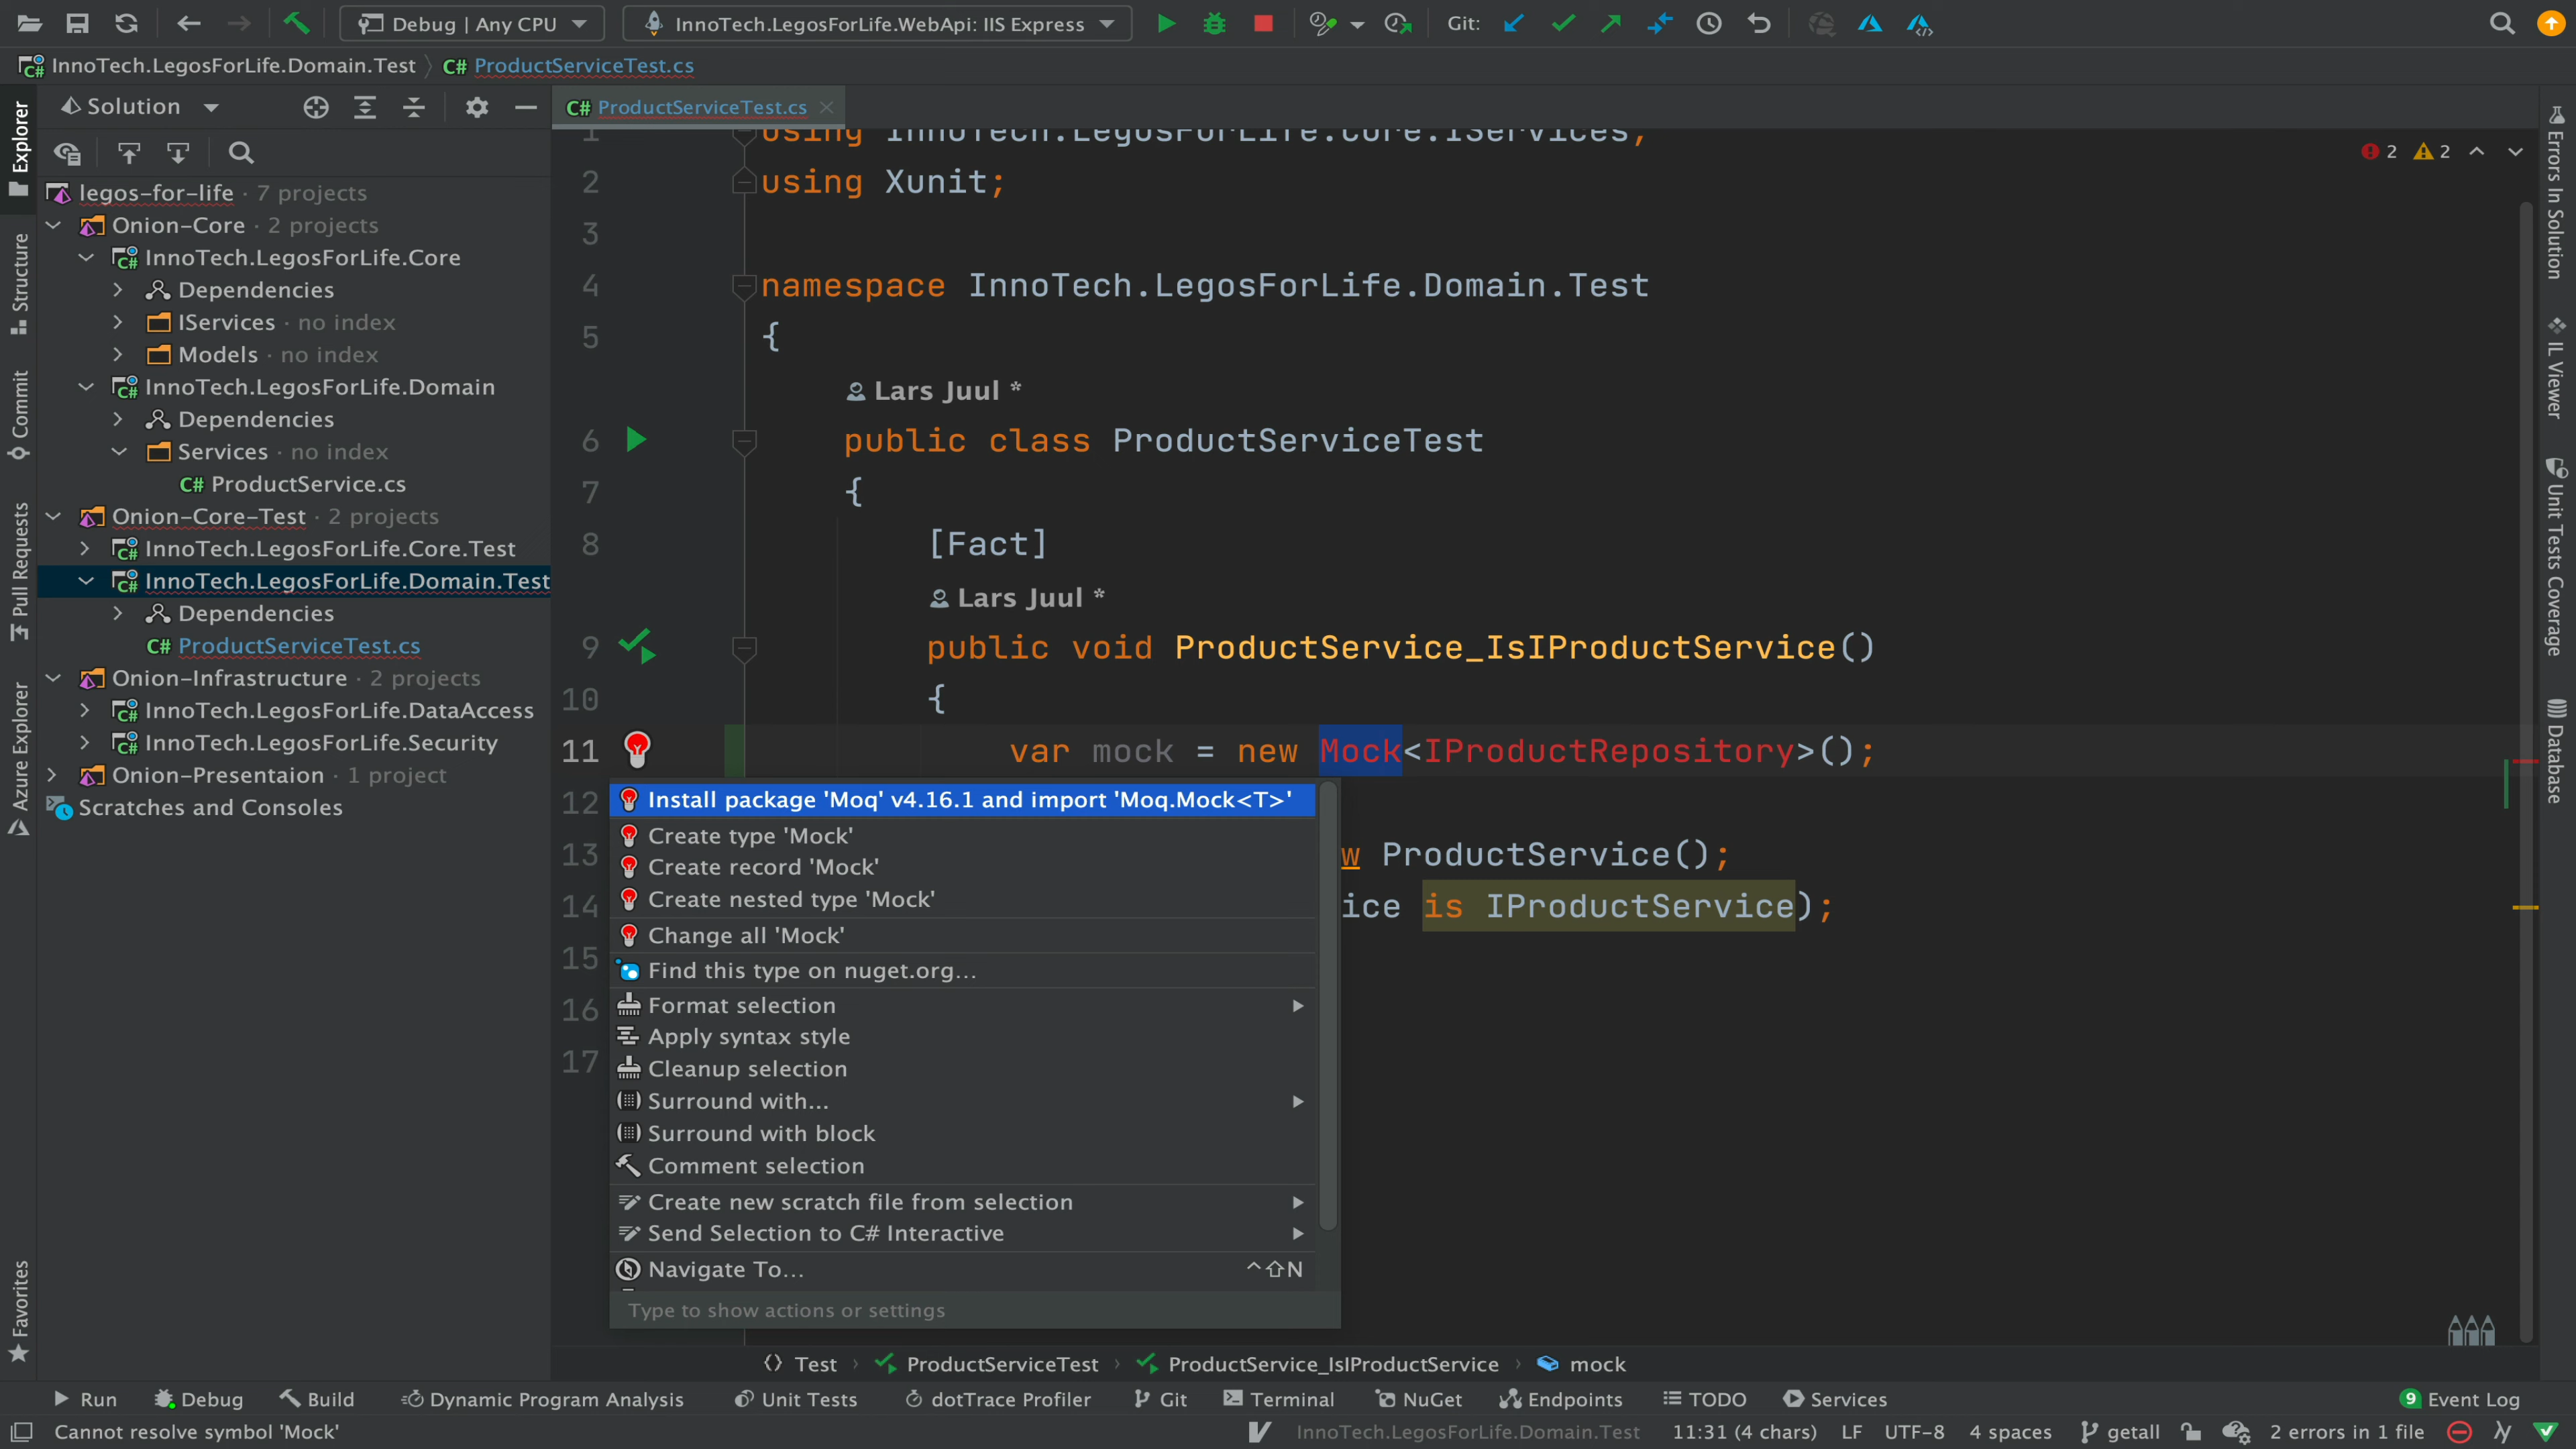 Debug | Any CPU
InnoTech.LegosForLife.WebApi: IIS Express
Git:
InnoTech.LegosForLife.Domain.Test
C# ProductServiceTest.cs
Solution
C# ProductServiceTest.cs
Explorer
Structure
Commit
Pull Requests
Azure Explorer
Favorites
legos-for-life · 7 projects
Onion-Core · 2 projects
C# InnoTech.LegosForLife.Core
Dependencies
IServices · no index
Models · no index
C# InnoTech.LegosForLife.Domain
Dependencies
Services · no index
C# ProductService.cs
Onion-Core-Test · 2 projects
C# InnoTech.LegosForLife.Core.Test
C# InnoTech.LegosForLife.Domain.Test
Dependencies
C# ProductServiceTest.cs
Onion-Infrastructure · 2 projects
C# InnoTech.LegosForLife.DataAccess
C# InnoTech.LegosForLife.Security
Onion-Presentaion · 1 project
Scratches and Consoles
1 using InnoTech.LegosForLife.Core.IServices;
2 using Xunit;
3
4 namespace InnoTech.LegosForLife.Domain.Test
5 {
Lars Juul *
6 public class ProductServiceTest
7 {
8 [Fact]
Lars Juul *
9 public void ProductService_IsIProductService()
10 {
11 var mock = new Mock<IProductRepository>();
12
13 w ProductService();
14 ice is IProductService);
15
16
17
2 2
Install package 'Moq' v4.16.1 and import 'Moq.Mock<T>'
Create type 'Mock'
Create record 'Mock'
Create nested type 'Mock'
Change all 'Mock'
Find this type on nuget.org...
Format selection
Apply syntax style
Cleanup selection
Surround with...
Surround with block
Comment selection
Create new scratch file from selection
Send Selection to C# Interactive
Navigate To... ^⇧N
Type to show actions or settings
Errors In Solution
IL Viewer
Unit Tests Coverage
Database
Test › ProductServiceTest › ProductService_IsIProductService › mock
Run Debug Build Dynamic Program Analysis Unit Tests dotTrace Profiler Git Terminal NuGet Endpoints TODO Services 9 Event Log
Cannot resolve symbol 'Mock' InnoTech.LegosForLife.Domain.Test 11:31 (4 chars) LF UTF-8 4 spaces getall 2 errors in 1 file